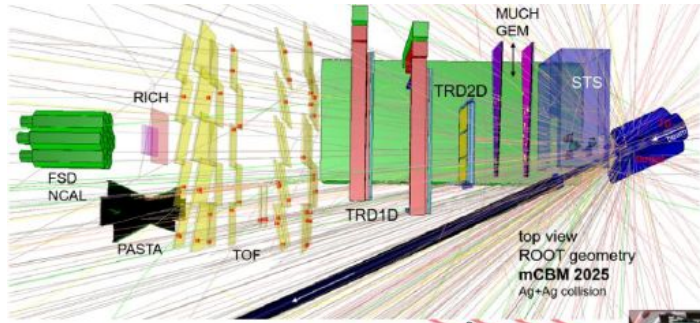 MUCH
GEM
STS
RICH
TRD2D
beam
FSD
NCAL
TRD1D
PASTA
TOF
top view
ROOT geometry
mCBM 2025
Ag+Ag collision